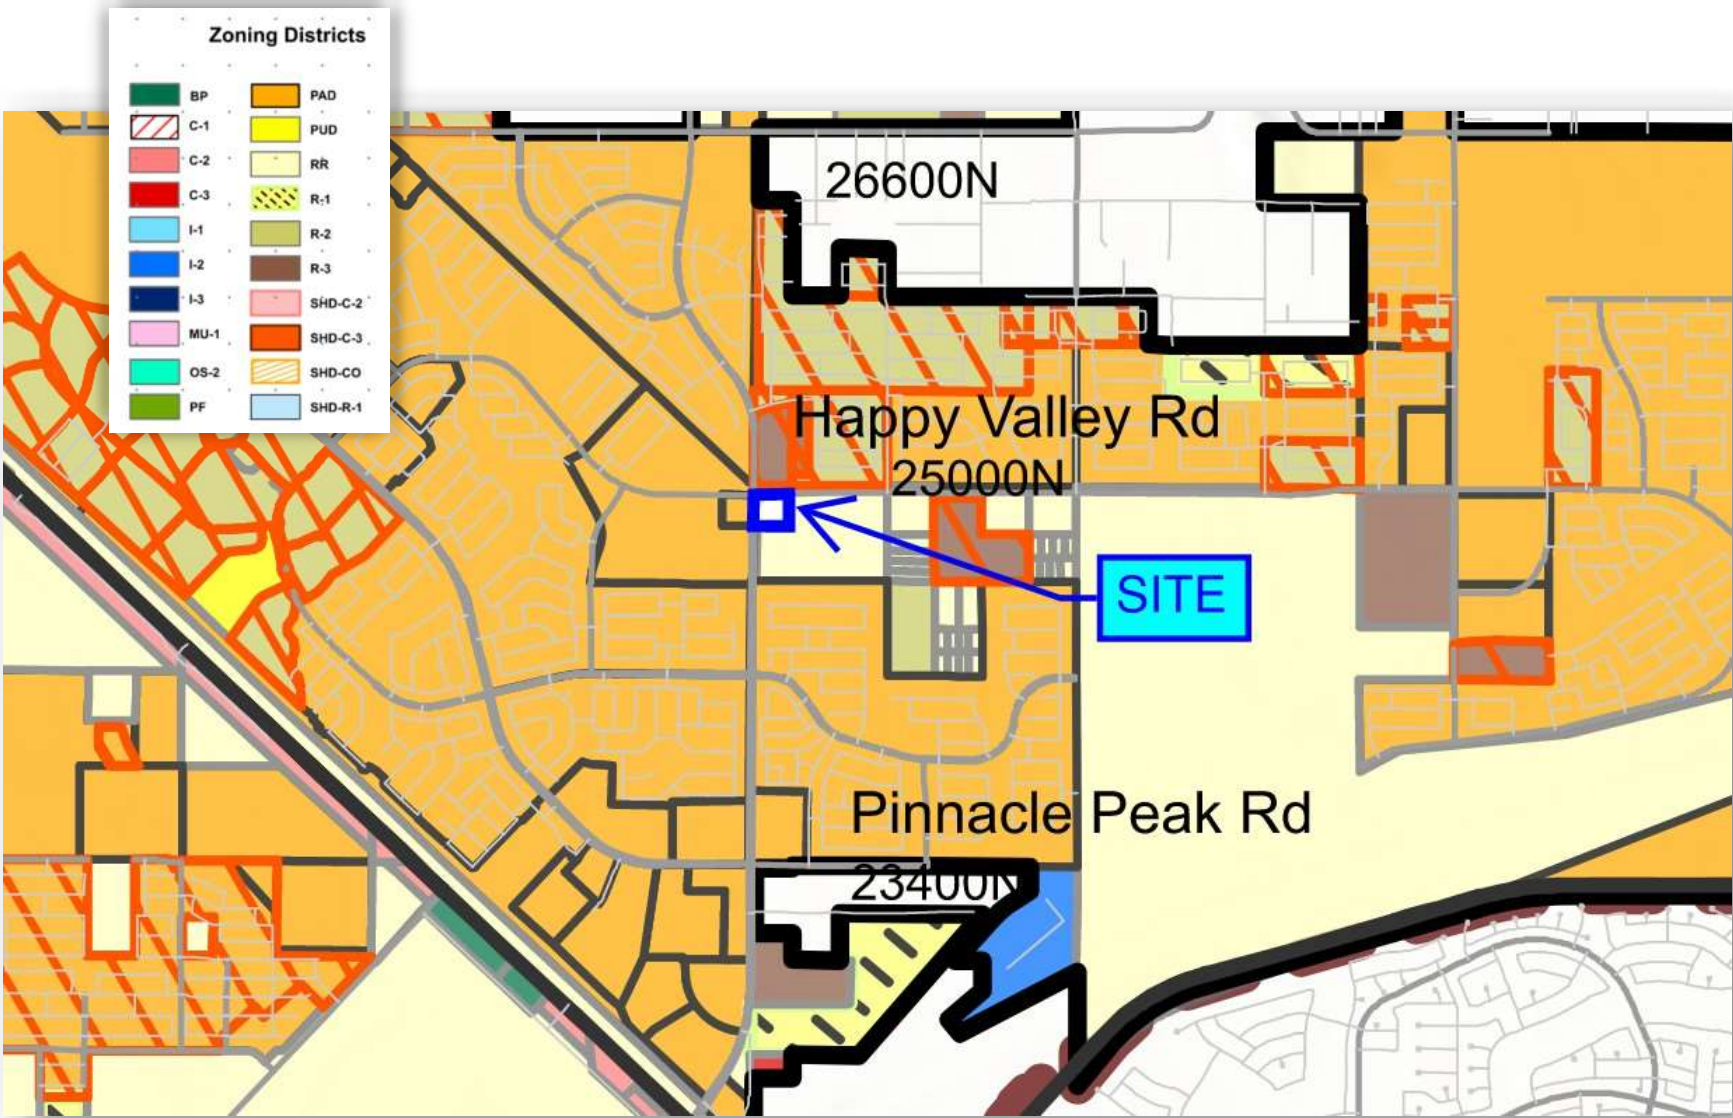 Zoning Districts
BP PAD
C-1 PUD
C-2 RR
C-3 R-1
I-1 R-2
I-2 R-3
I-3 SHD-C-2
MU-1 SHD-C-3
OS-2 SHD-CO
PF SHD-R-1
26600N
Happy Valley Rd
25000N
SITE
Pinnacle Peak Rd
23400N